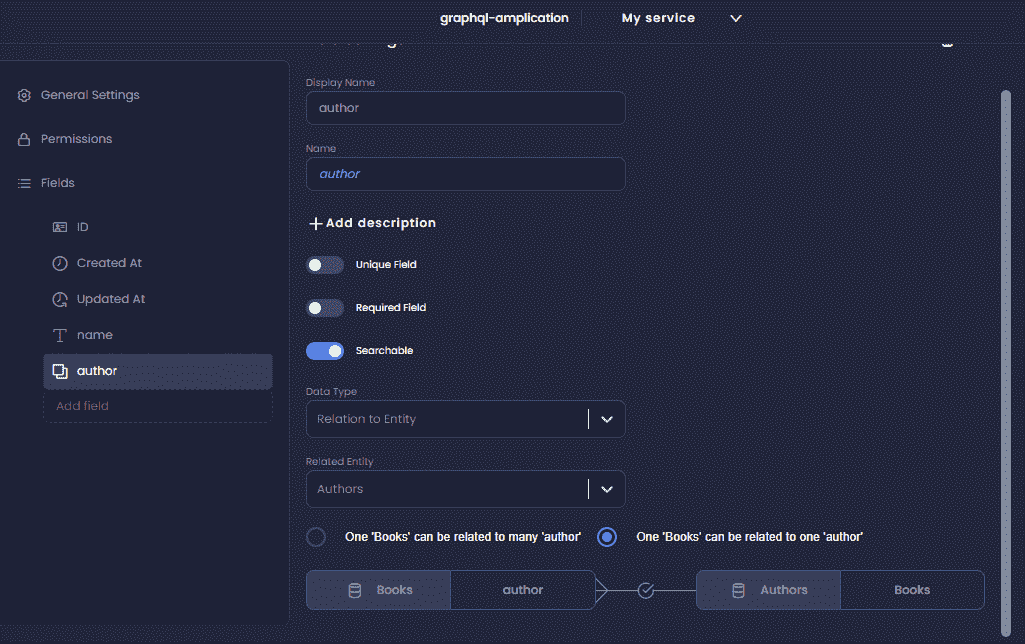 graphql-amplication My service
General Settings
Permissions
Fields
ID
Created At
Updated At
name
author
Add field
Display Name
author
Name
author
Add description
Unique Field
Required Field
Searchable
Data Type
Relation to Entity
Related Entity
Authors
One 'Books' can be related to many 'author' One 'Books' can be related to one 'author'
Books author Authors Books